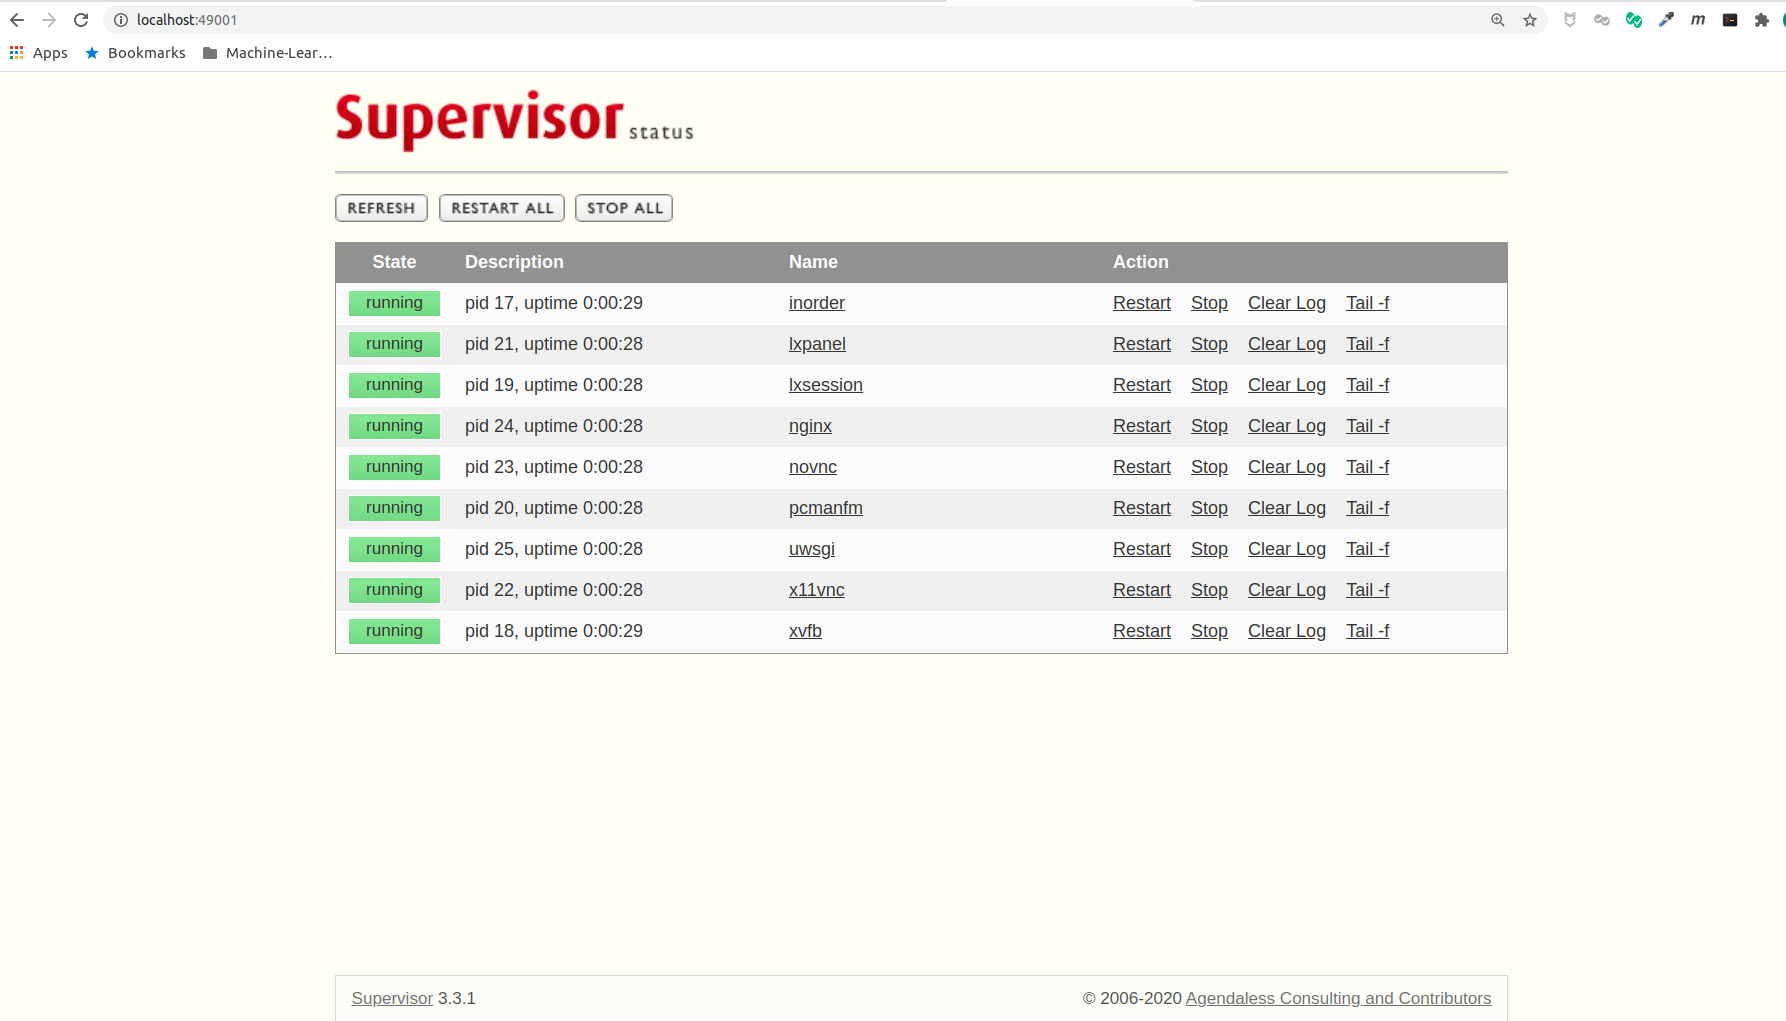 localhost:49001
Apps Bookmarks Machine-Lear…
Supervisor status
REFRESH RESTART ALL STOP ALL
State Description Name Action
running pid 17, uptime 0:00:29 inorder Restart Stop Clear Log Tail -f
running pid 21, uptime 0:00:28 lxpanel Restart Stop Clear Log Tail -f
running pid 19, uptime 0:00:28 lxsession Restart Stop Clear Log Tail -f
running pid 24, uptime 0:00:28 nginx Restart Stop Clear Log Tail -f
running pid 23, uptime 0:00:28 novnc Restart Stop Clear Log Tail -f
running pid 20, uptime 0:00:28 pcmanfm Restart Stop Clear Log Tail -f
running pid 25, uptime 0:00:28 uwsgi Restart Stop Clear Log Tail -f
running pid 22, uptime 0:00:28 x11vnc Restart Stop Clear Log Tail -f
running pid 18, uptime 0:00:29 xvfb Restart Stop Clear Log Tail -f
Supervisor 3.3.1 © 2006-2020 Agendaless Consulting and Contributors